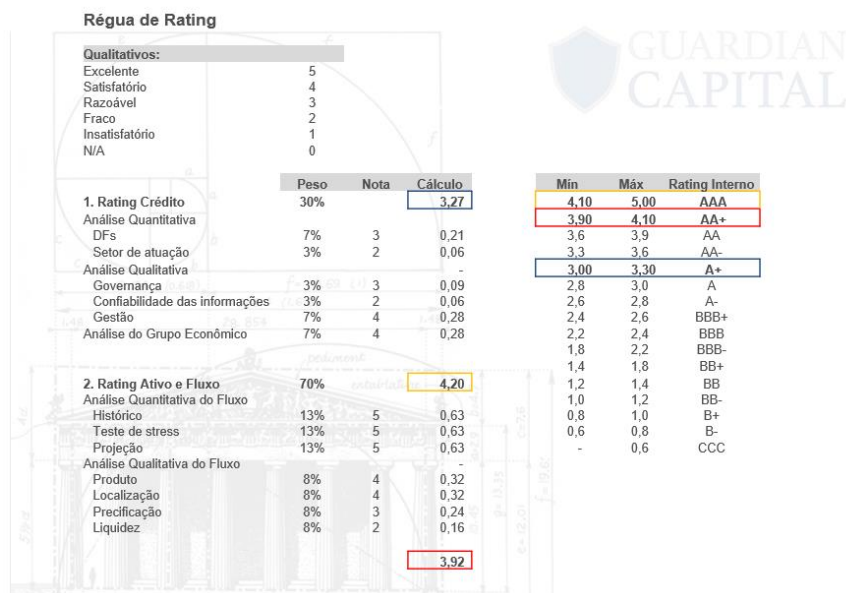 Régua de Rating
GUARDIAN
CAPITAL
Qualitativos:
Excelente 5
Satisfatório 4
Razoável 3
Fraco 2
Insatisfatório 1
N/A 0
Peso Nota Cálculo
1. Rating Crédito 30% 3,27
Análise Quantitativa
DFs 7% 3 0,21
Setor de atuação 3% 2 0,06
Análise Qualitativa -
Governança 3% 3 0,09
Confiabilidade das informações 3% 2 0,06
Gestão 7% 4 0,28
Análise do Grupo Econômico 7% 4 0,28
2. Rating Ativo e Fluxo 70% 4,20
Análise Quantitativa do Fluxo
Histórico 13% 5 0,63
Teste de stress 13% 5 0,63
Projeção 13% 5 0,63
Análise Qualitativa do Fluxo -
Produto 8% 4 0,32
Localização 8% 4 0,32
Precificação 8% 3 0,24
Liquidez 8% 2 0,16
3,92
Mín Máx Rating Interno
4,10 5,00 AAA
3,90 4,10 AA+
3,6 3,9 AA
3,3 3,6 AA-
3,00 3,30 A+
2,8 3,0 A
2,6 2,8 A-
2,4 2,6 BBB+
2,2 2,4 BBB
1,8 2,2 BBB-
1,4 1,8 BB+
1,2 1,4 BB
1,0 1,2 BB-
0,8 1,0 B+
0,6 0,8 B-
- 0,6 CCC
pediment
entablature